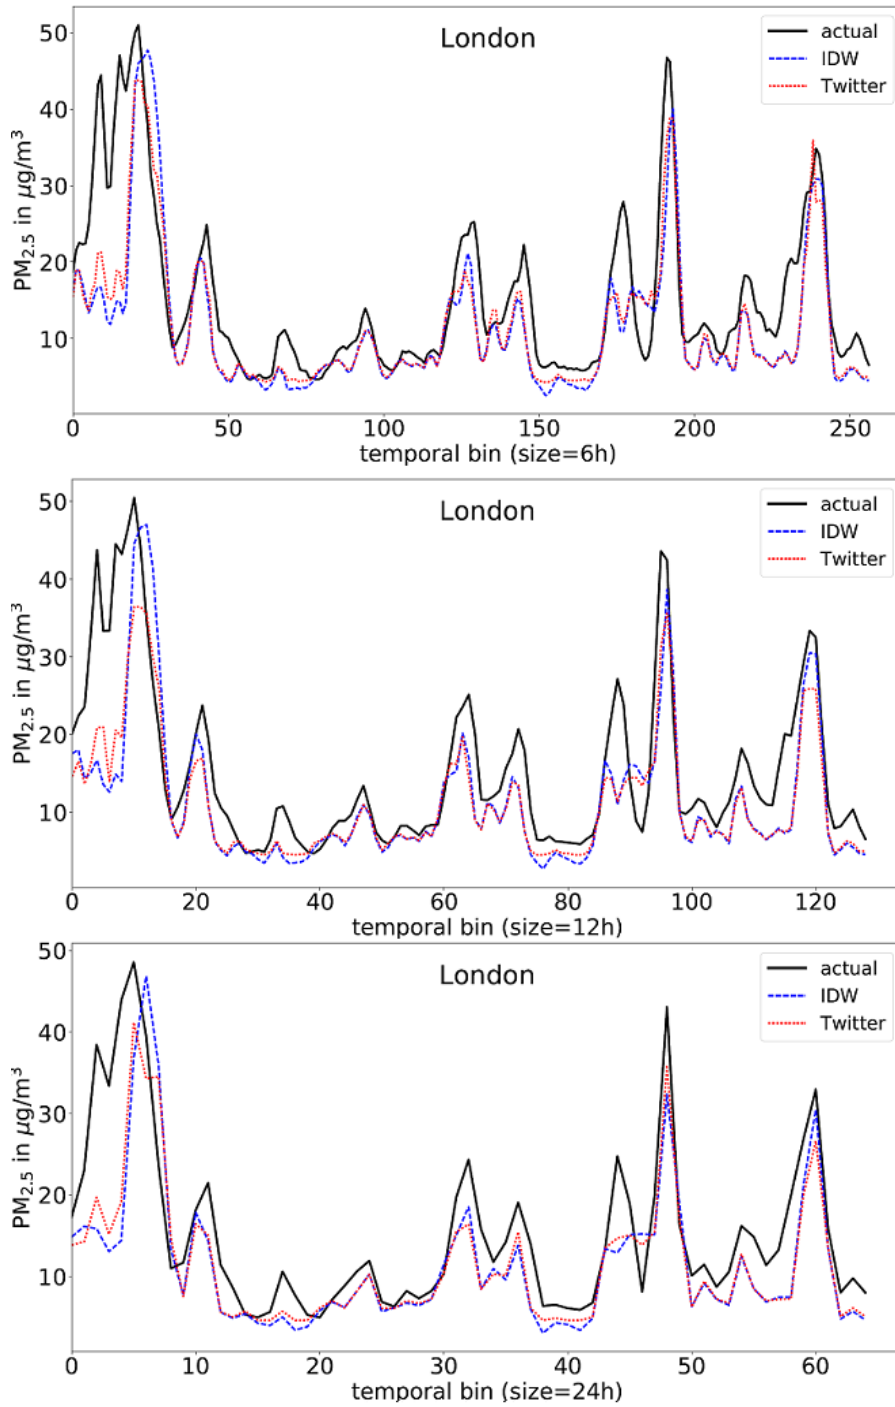 London
actual
IDW
Twitter
PM2.5 in μg/m³
50
40
30
20
10
0
50
100
150
200
250
temporal bin (size=6h)
London
actual
IDW
Twitter
PM2.5 in μg/m³
50
40
30
20
10
0
20
40
60
80
100
120
temporal bin (size=12h)
London
actual
IDW
Twitter
PM2.5 in μg/m³
50
40
30
20
10
0
10
20
30
40
50
60
temporal bin (size=24h)